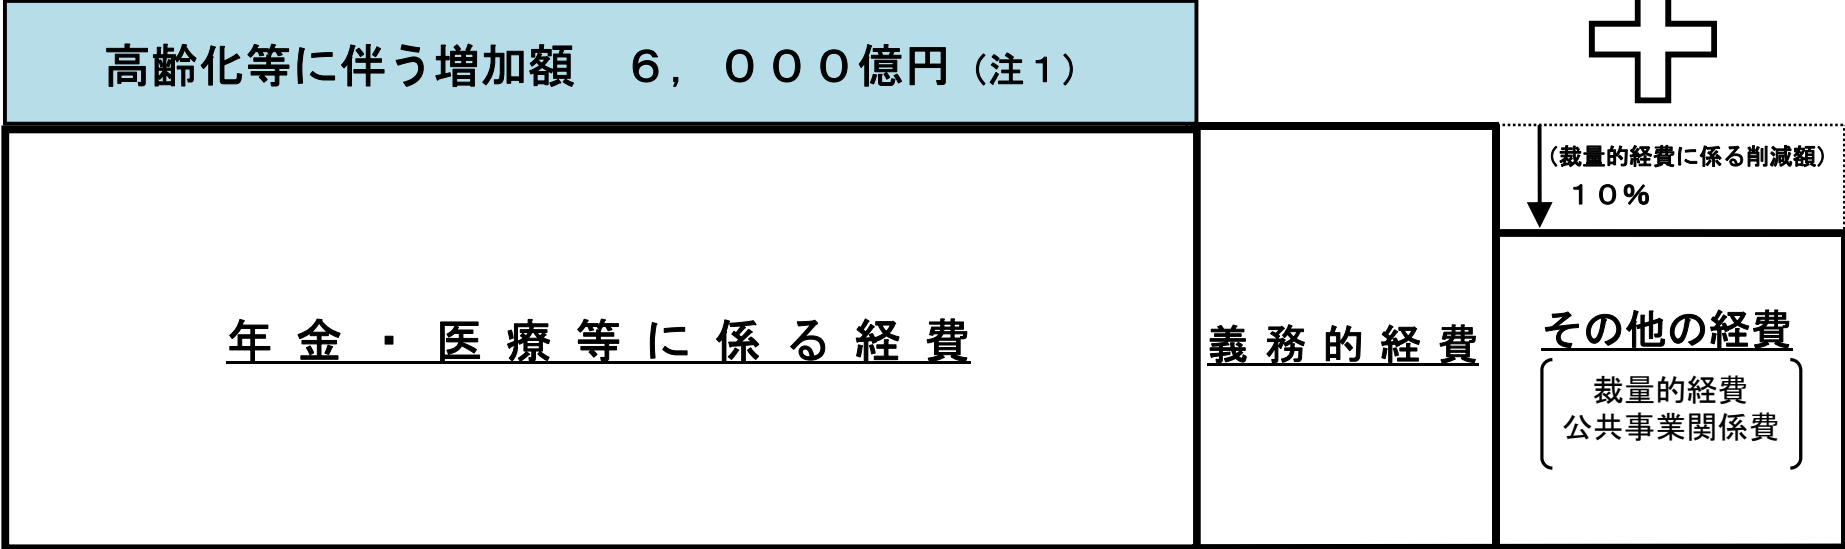 高齢化等に伴う増加額　６，０００億円（注１）
（裁量的経費に係る削減額）
１０％
年金・医療等に係る経費
義務的経費
その他の経費
裁量的経費
公共事業関係費